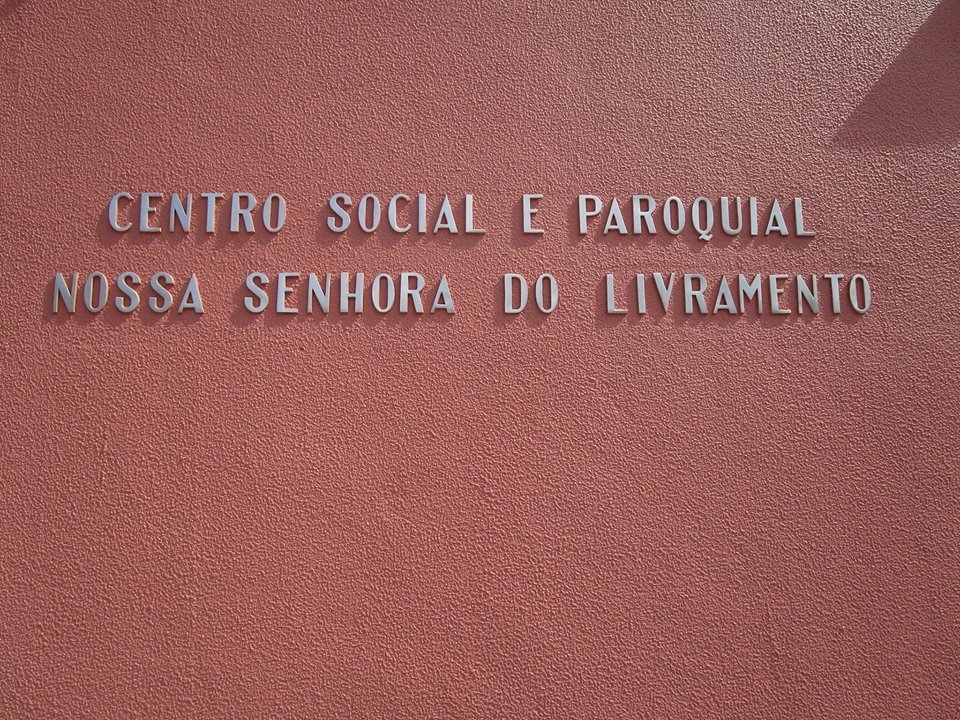 CENTRO SOCIAL E PAROQUIAL
NOSSA SENHORA DO LIVRAMENTO